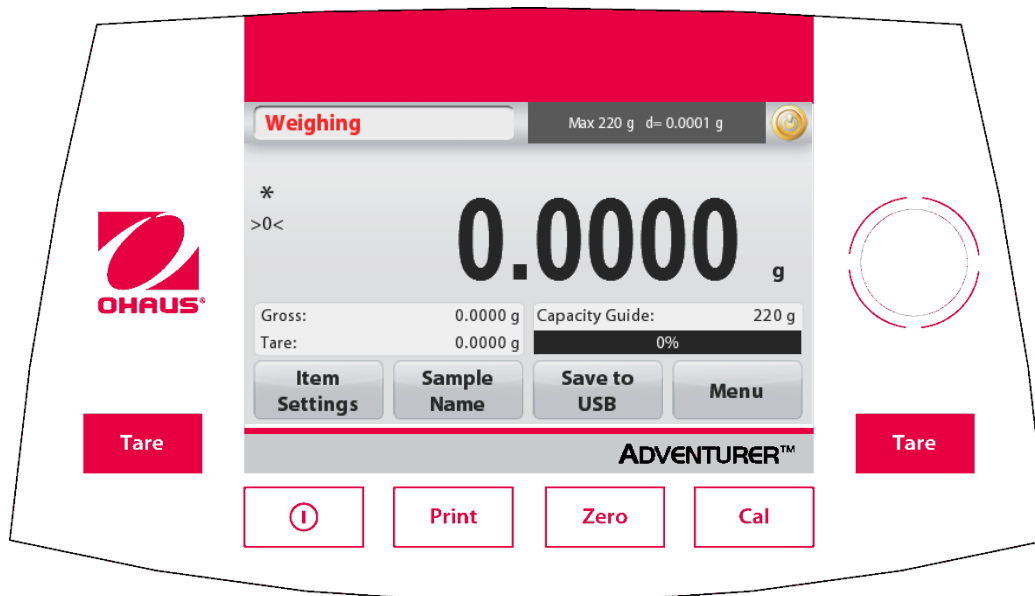 Weighing
Max 220 g d= 0.0001 g
*
>0<
0.0000 g
OHAUS®
Gross: 0.0000 g
Tare: 0.0000 g
Capacity Guide: 220 g
0%
Item
Settings
Sample
Name
Save to
USB
Menu
Tare
ADVENTURER™
Tare
Print
Zero
Cal